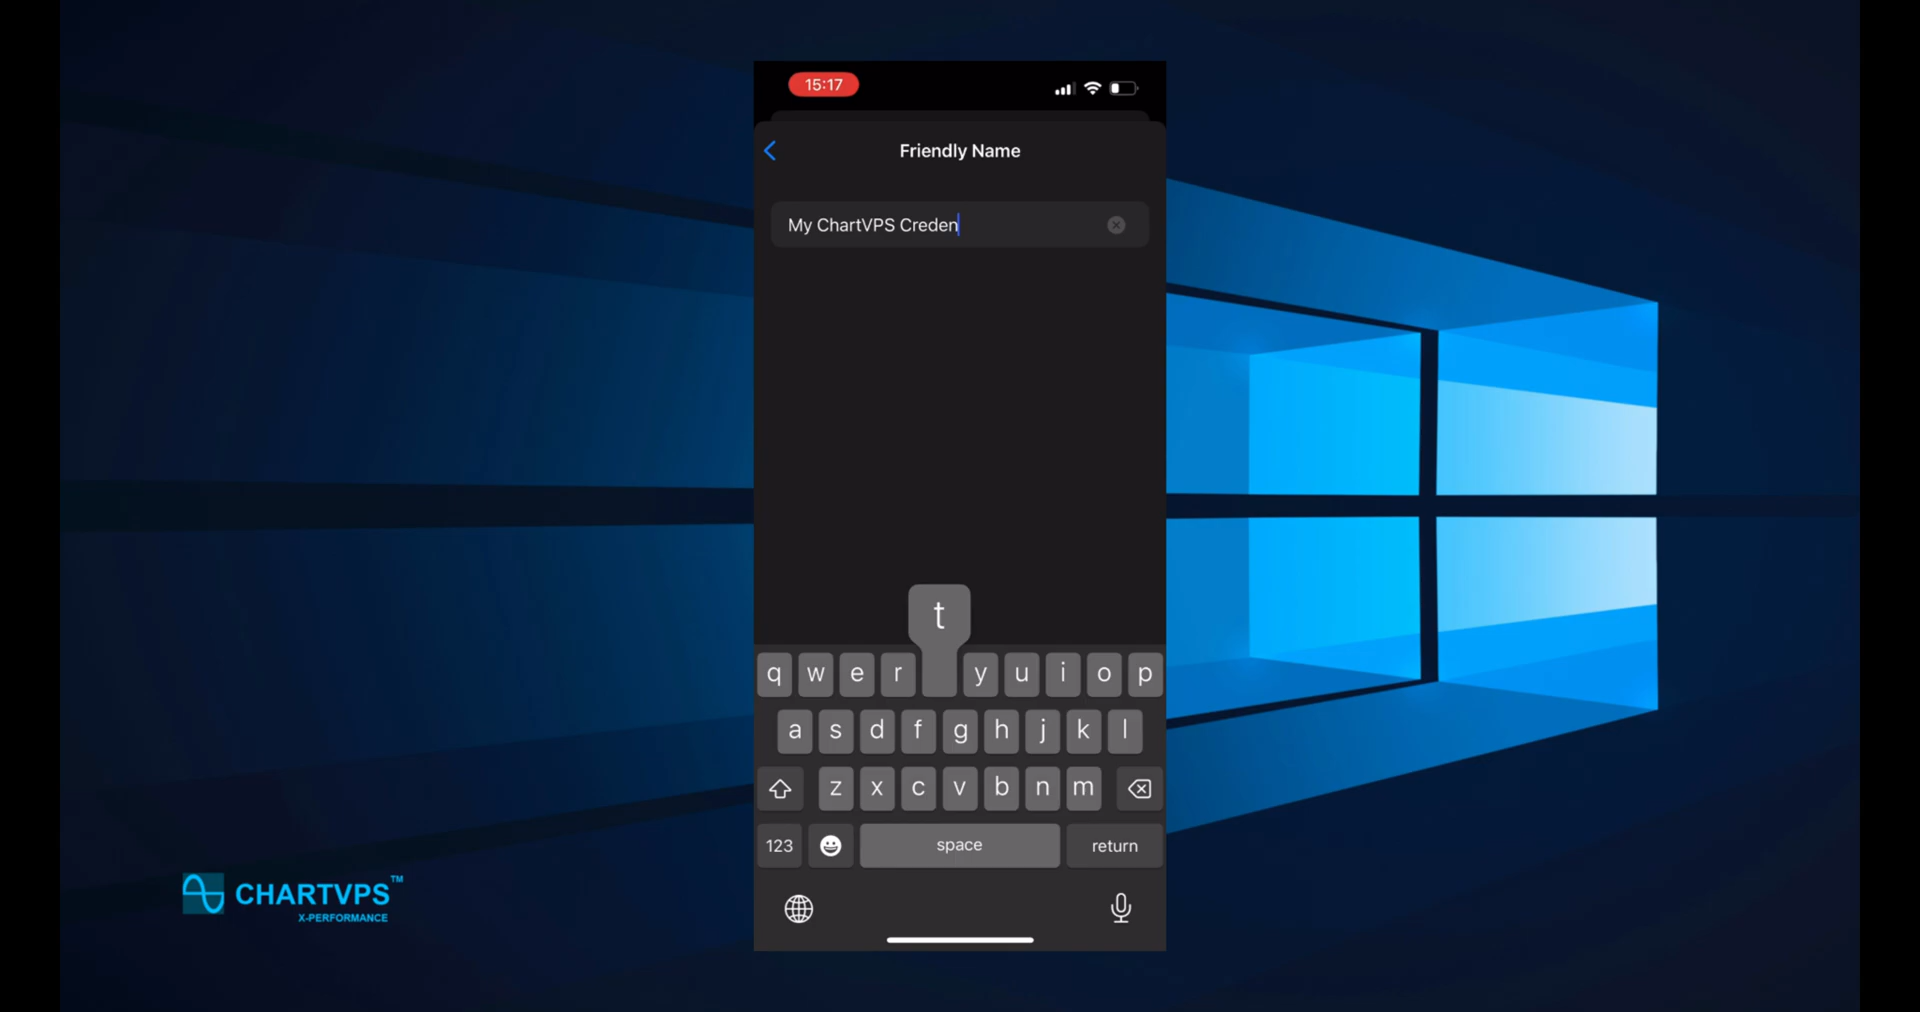 15:17
Friendly Name
My ChartVPS Creden
t
q w e r y u i o p
a s d f g h j k l
z x c v b n m
123 space return
CHARTVPS™
X-PERFORMANCE